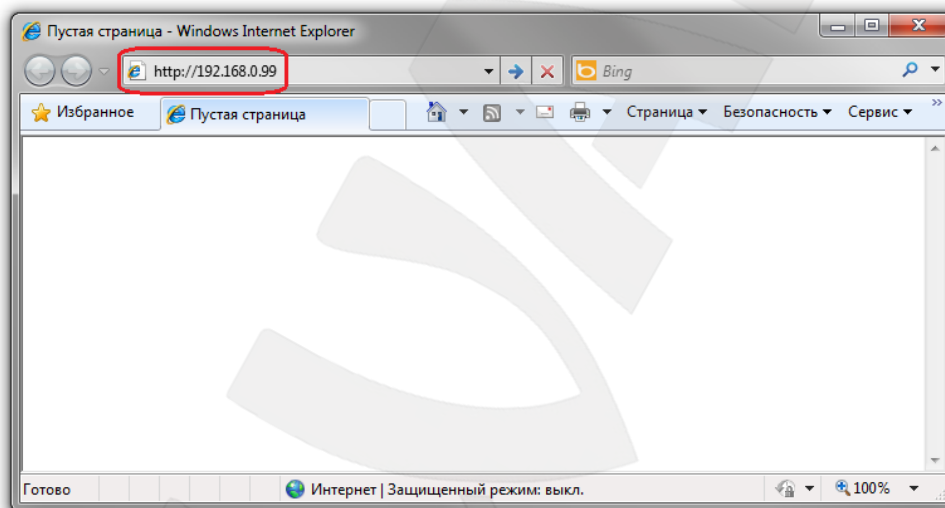 Пустая страница - Windows Internet Explorer
http://192.168.0.99
Bing
Избранное
Пустая страница
Страница
Безопасность
Сервис
»
Готово
Интернет | Защищенный режим: выкл.
100%